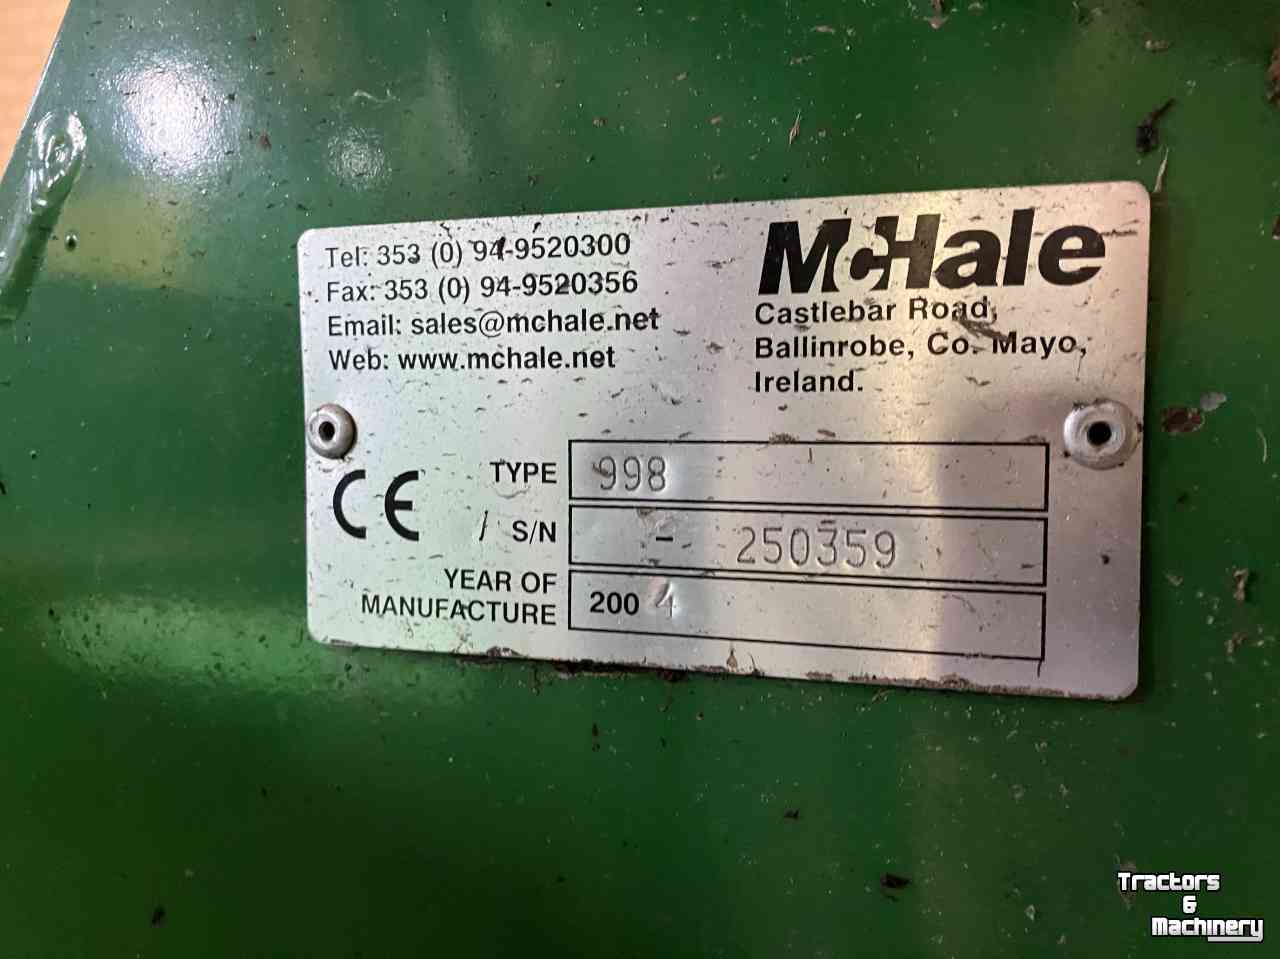 Tel: 353 (0) 94-9520300
Fax: 353 (0) 94-9520356
Email: sales@mchale.net
Web: www.mchale.net
McHale
Castlebar Road,
Ballinrobe, Co. Mayo,
Ireland.
CE
TYPE 998
/ S/N - 250359
YEAR OF
MANUFACTURE 2004
Tractors
&
Machinery